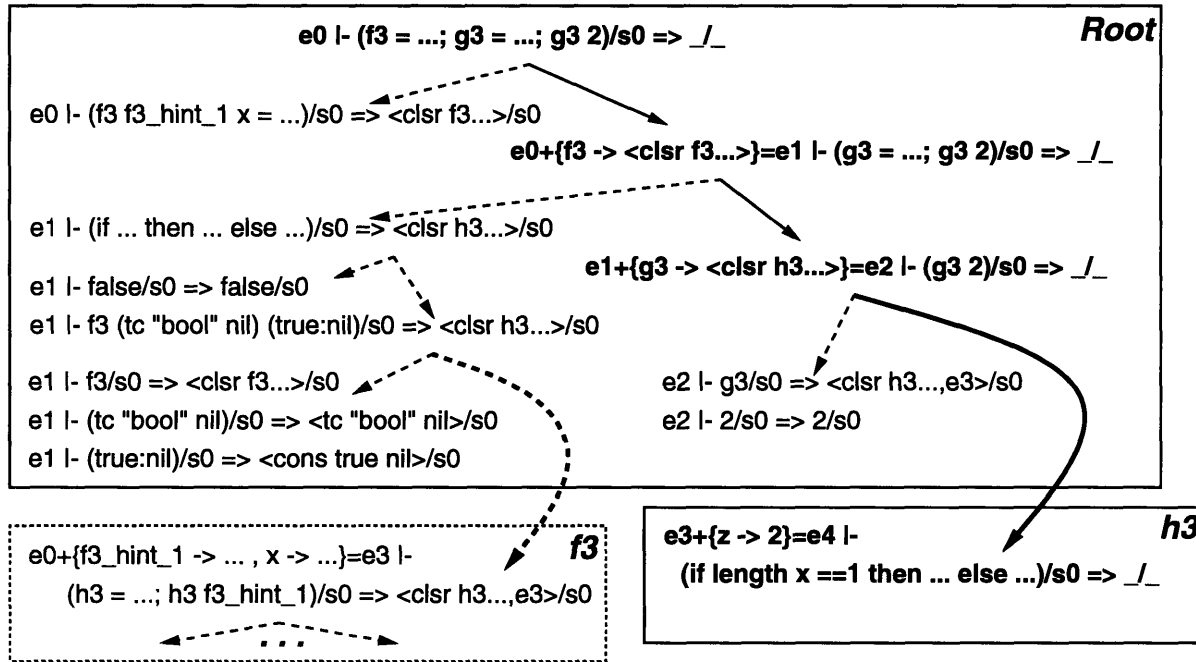 Root
e0 |- (f3 = ...; g3 = ...; g3 2)/s0 => _/_
e0 |- (f3 f3_hint_1 x = ...)/s0 => <clsr f3...>/s0
e0+{f3 -> <clsr f3...>}=e1 |- (g3 = ...; g3 2)/s0 => _/_
e1 |- (if ... then ... else ...)/s0 => <clsr h3...>/s0
e1+{g3 -> <clsr h3...>}=e2 |- (g3 2)/s0 => _/_
e1 |- false/s0 => false/s0
e1 |- f3 (tc "bool" nil) (true:nil)/s0 => <clsr h3...>/s0
e1 |- f3/s0 => <clsr f3...>/s0
e2 |- g3/s0 => <clsr h3...,e3>/s0
e1 |- (tc "bool" nil)/s0 => <tc "bool" nil>/s0
e2 |- 2/s0 => 2/s0
e1 |- (true:nil)/s0 => <cons true nil>/s0
f3
e0+{f3_hint_1 -> ... , x -> ...}=e3 |-
(h3 = ...; h3 f3_hint_1)/s0 => <clsr h3...,e3>/s0
...
h3
e3+{z -> 2}=e4 |-
(if length x ==1 then ... else ...)/s0 => _/_